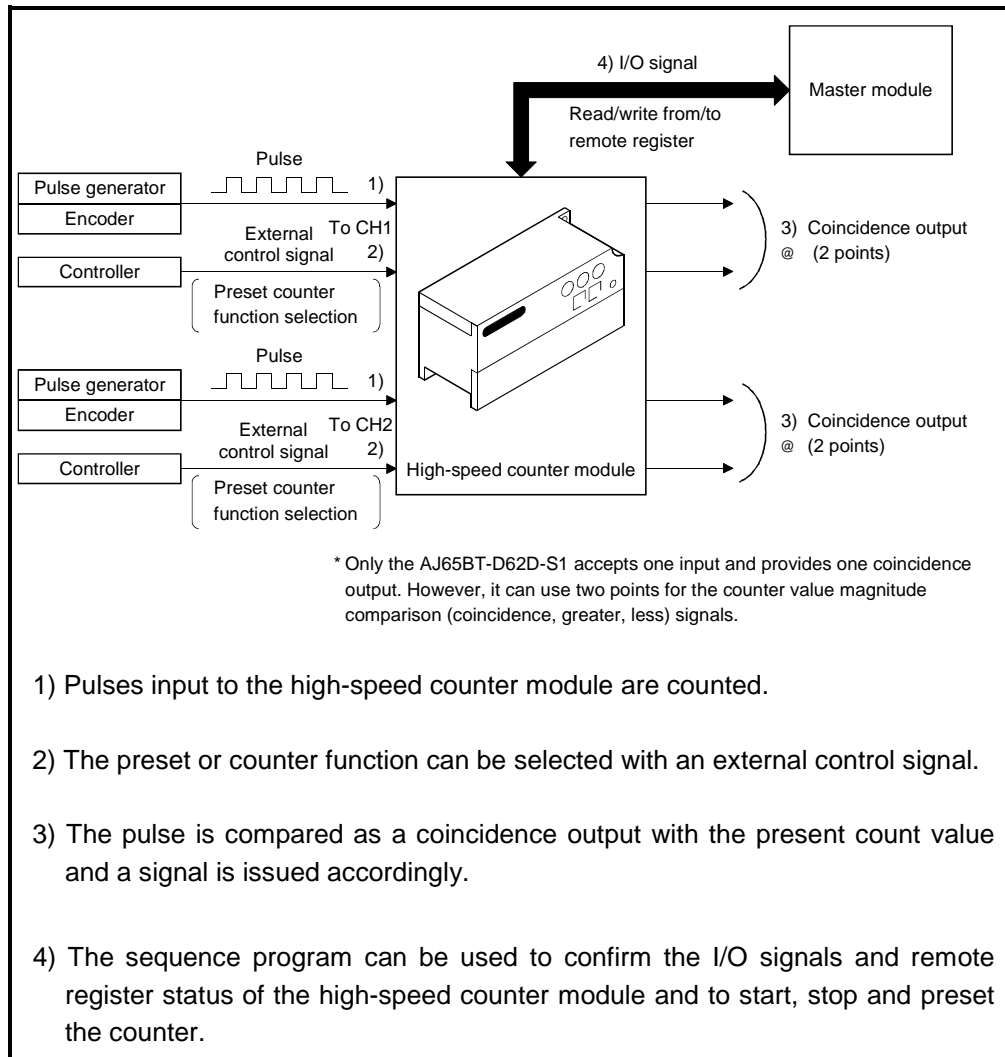 4) I/O signal
Master module
Read/write from/to
remote register
Pulse
1)
Pulse generator
Encoder
External
control signal
To CH1
2)
Controller
Preset counter
function selection
3) Coincidence output
@ (2 points)
Pulse
1)
Pulse generator
Encoder
External
control signal
To CH2
2)
Controller
Preset counter
function selection
High-speed counter module
3) Coincidence output
@ (2 points)
* Only the AJ65BT-D62D-S1 accepts one input and provides one coincidence
output. However, it can use two points for the counter value magnitude
comparison (coincidence, greater, less) signals.
1) Pulses input to the high-speed counter module are counted.
2) The preset or counter function can be selected with an external control signal.
3) The pulse is compared as a coincidence output with the present count value
and a signal is issued accordingly.
4) The sequence program can be used to confirm the I/O signals and remote
register status of the high-speed counter module and to start, stop and preset
the counter.